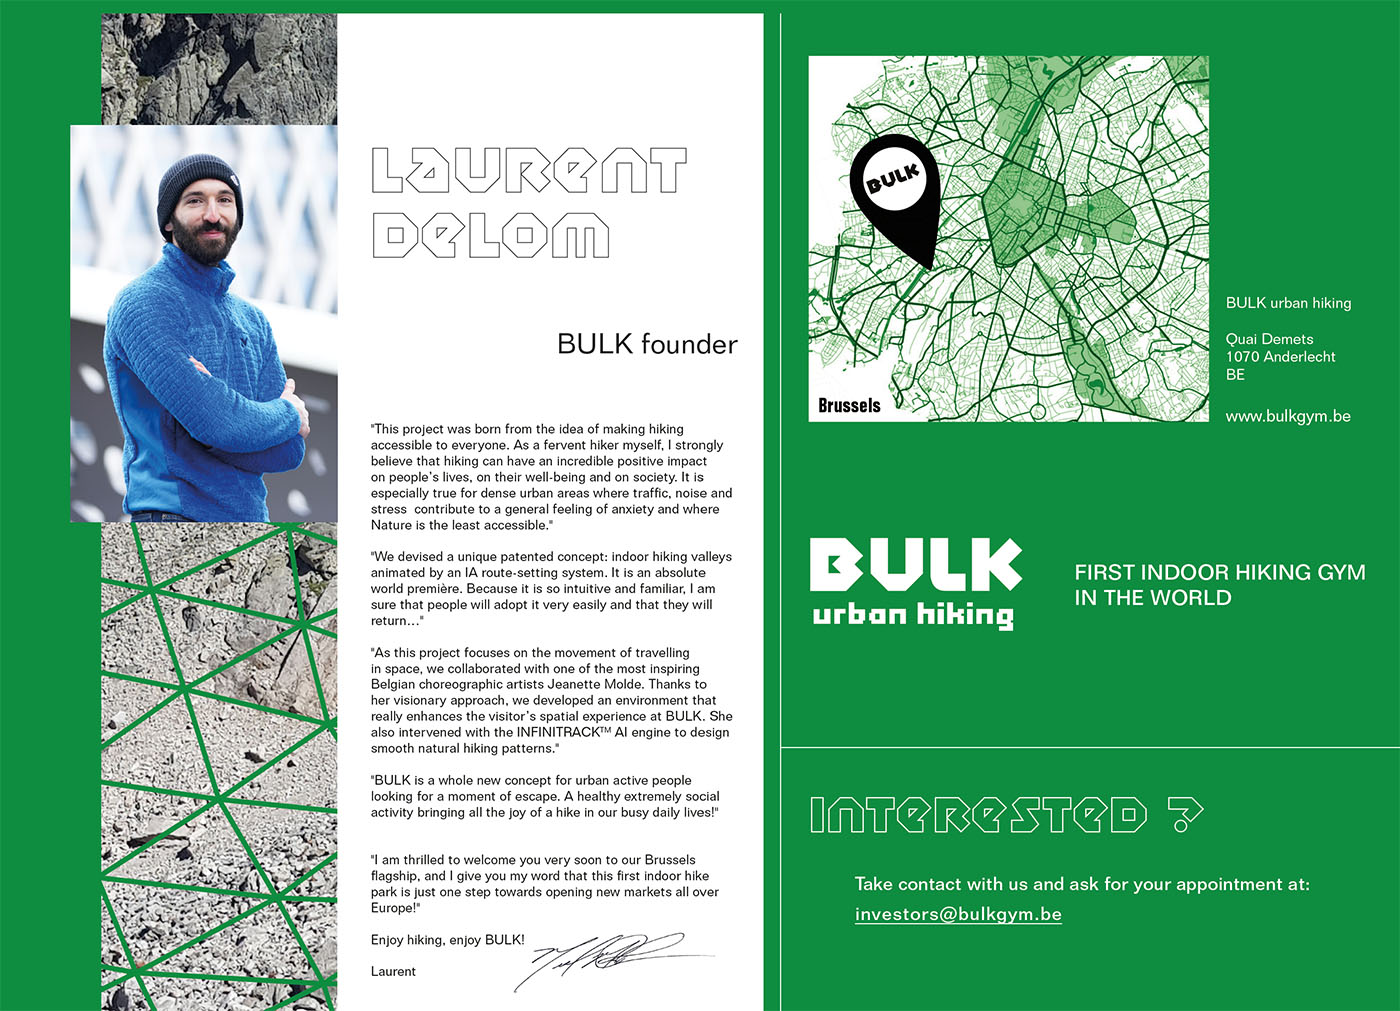 LAURENT
DELOM
BULK founder
"This project was born from the idea of making hiking
accessible to everyone. As a fervent hiker myself, I strongly
believe that hiking can have an incredible positive impact
on people's lives, on their well-being and on society. It is
especially true for dense urban areas where traffic, noise and
stress  contribute to a general feeling of anxiety and where
Nature is the least accessible."
"We devised a unique patented concept: indoor hiking valleys
animated by an IA route-setting system. It is an absolute
world première. Because it is so intuitive and familiar, I am
sure that people will adopt it very easily and that they will
return..."
"As this project focuses on the movement of travelling
in space, we collaborated with one of the most inspiring
Belgian choreographic artists Jeanette Molde. Thanks to
her visionary approach, we developed an environment that
really enhances the visitor's spatial experience at BULK. She
also intervened with the INFINITRACK™ AI engine to design
smooth natural hiking patterns."
"BULK is a whole new concept for urban active people
looking for a moment of escape. A healthy extremely social
activity bringing all the joy of a hike in our busy daily lives!"
"I am thrilled to welcome you very soon to our Brussels
flagship, and I give you my word that this first indoor hike
park is just one step towards opening new markets all over
Europe!"
Enjoy hiking, enjoy BULK!
Laurent
BULK
Brussels
BULK urban hiking
Quai Demets
1070 Anderlecht
BE
www.bulkgym.be
BULK
urban hiking
FIRST INDOOR HIKING GYM
IN THE WORLD
INTERESTED ?
Take contact with us and ask for your appointment at:
investors@bulkgym.be